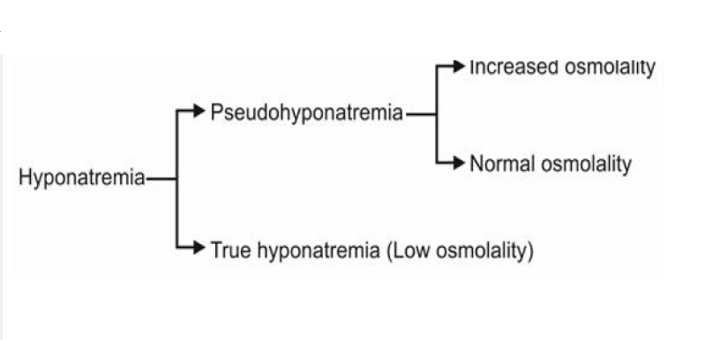 Increased osmolality
Pseudohyponatremia
Normal osmolality
Hyponatremia
True hyponatremia (Low osmolality)